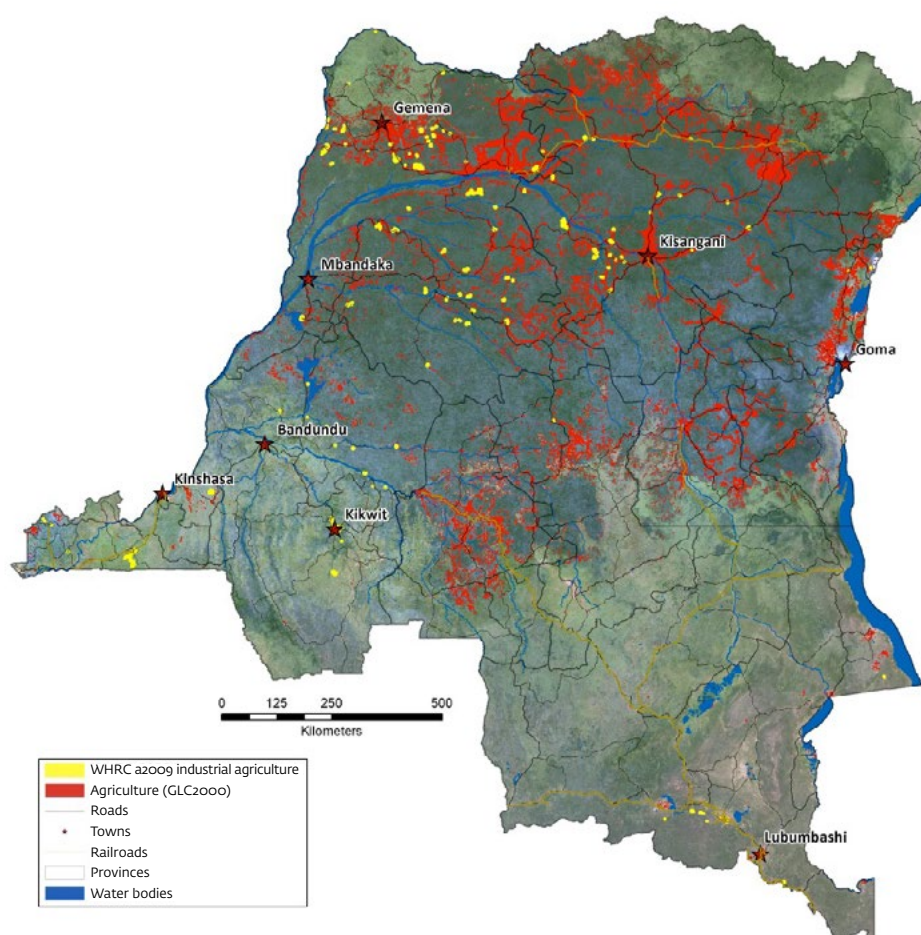 Gemena
Kisangani
Mbandaka
Goma
Bandundu
Kinshasa
Kikwit
0 125 250 500
Kilometers
WHRC a2009 industrial agriculture
Agriculture (GLC2000)
Roads
Towns
Railroads
Provinces
Water bodies
Lubumbashi